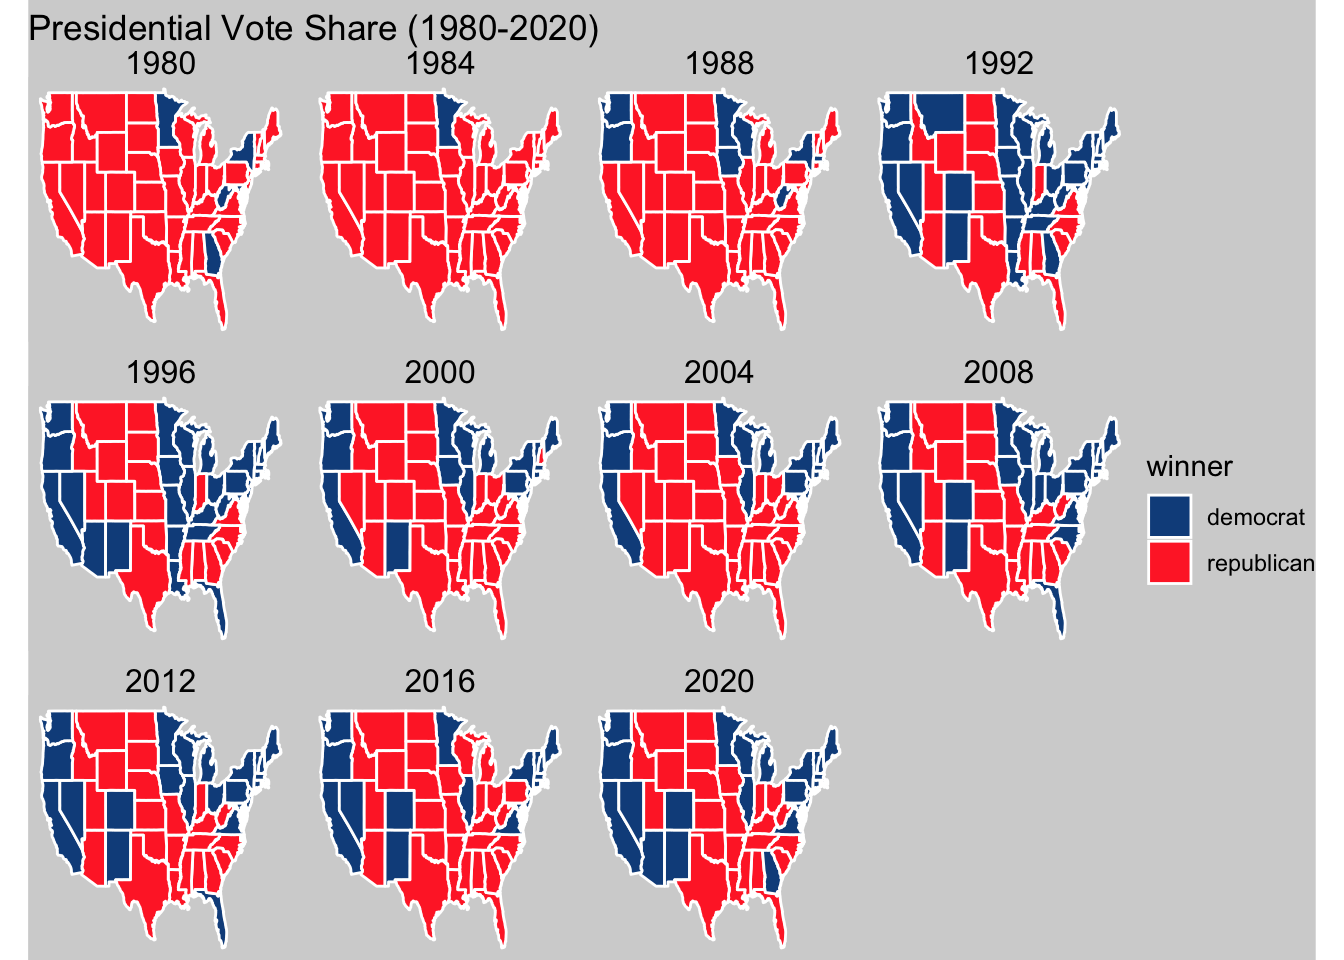 Presidential Vote Share (1980-2020)
1980 1984 1988 1992
1996 2000 2004 2008
winner
democrat
republican
2012 2016 2020